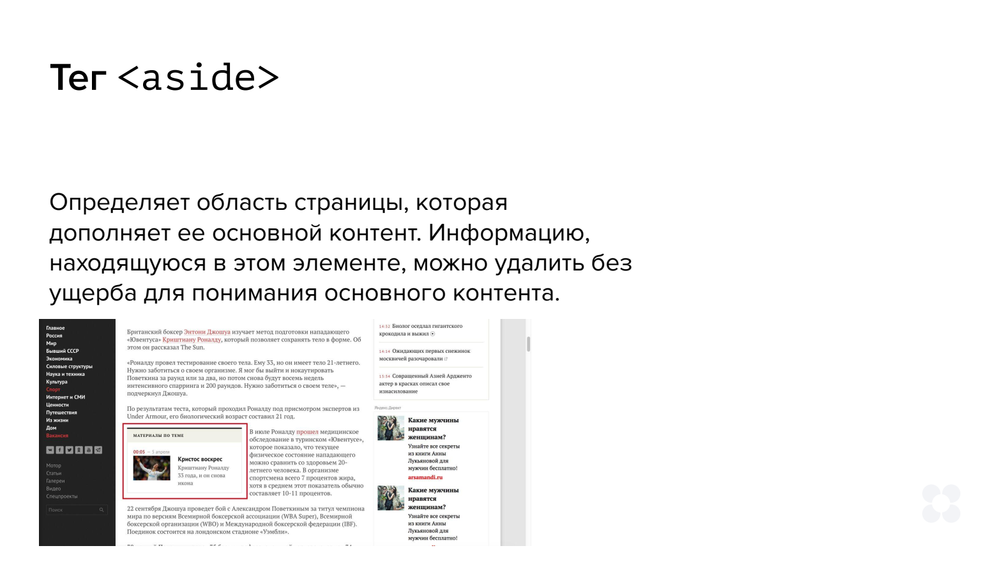 Тег <aside>
Определяет область страницы, которая
дополняет ее основной контент. Информацию,
находящуюся в этом элементе, можно удалить без
ущерба для понимания основного контента.
Главное
Россия
Мир
Бывший СССР
Экономика
Силовые структуры
Наука и техника
Культура
Спорт
Интернет и СМИ
Ценности
Путешествия
Из жизни
Дом
Вакансия
Мотор
Статьи
Галереи
Видео
Спецпроекты
Поиск
Британский боксер Энтони Джошуа изучает метод подготовки нападающего
«Ювентуса» Криштиану Роналду, который позволяет сохранять тело в форме. Об
этом он рассказал The Sun.
«Роналду провел тестирование своего тела. Ему 33, но он имеет тело 21-летнего.
Нужно заботиться о своем организме. Я мог бы выйти и нокаутировать
Поветкина за раунд или за два, но потом снова будут восемь недель
интенсивного спарринга и 200 раундов. Нужно заботиться о своем теле», —
подчеркнул Джошуа.
По результатам теста, который проходил Роналду под присмотром экспертов из
Under Armour, его биологический возраст составил 21 год.
МАТЕРИАЛЫ ПО ТЕМЕ
00:05 — 5 апреля
Кристос воскрес
Криштиану Роналду
33 года, и он снова
икона
В июле Роналду прошел медицинское
обследование в туринском «Ювентусе»,
которое показало, что текущее
физическое состояние нападающего
можно сравнить со здоровьем 20-
летнего человека. В организме
спортсмена всего 7 процентов жира,
хотя в среднем этот показатель обычно
составляет 10-11 процентов.
22 сентября Джошуа проведет бой с Александром Поветкиным за титул чемпиона
мира по версиям Всемирной боксерской ассоциации (WBA Super), Всемирной
боксерской организации (WBO) и Международной боксерской федерации (IBF).
Поединок состоится на лондонском стадионе «Уэмбли».
14:32 Биолог оседлал гигантского
крокодила и выжил
14:14 Ожидающих первых снежинок
москвичей разочаровали
13:34 Совращенный Азией Ардженто
актер в красках описал свое
изнасилование
Яндекс.Директ
Какие мужчины
нравятся
женщинам?
Узнайте все секреты
из книги Анны
Лукьяновой для
мужчин бесплатно!
arsamandi.ru
Какие мужчины
нравятся
женщинам?
Узнайте все секреты
из книги Анны
Лукьяновой для
мужчин бесплатно!